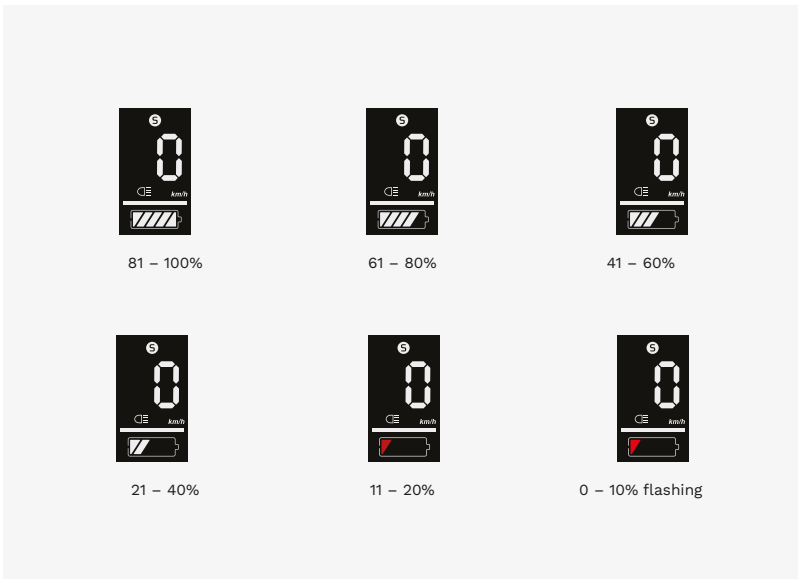 S
0
km/h
S
0
km/h
S
0
km/h
81 – 100%
61 – 80%
41 – 60%
S
0
km/h
S
0
km/h
S
0
km/h
21 – 40%
11 – 20%
0 – 10% flashing